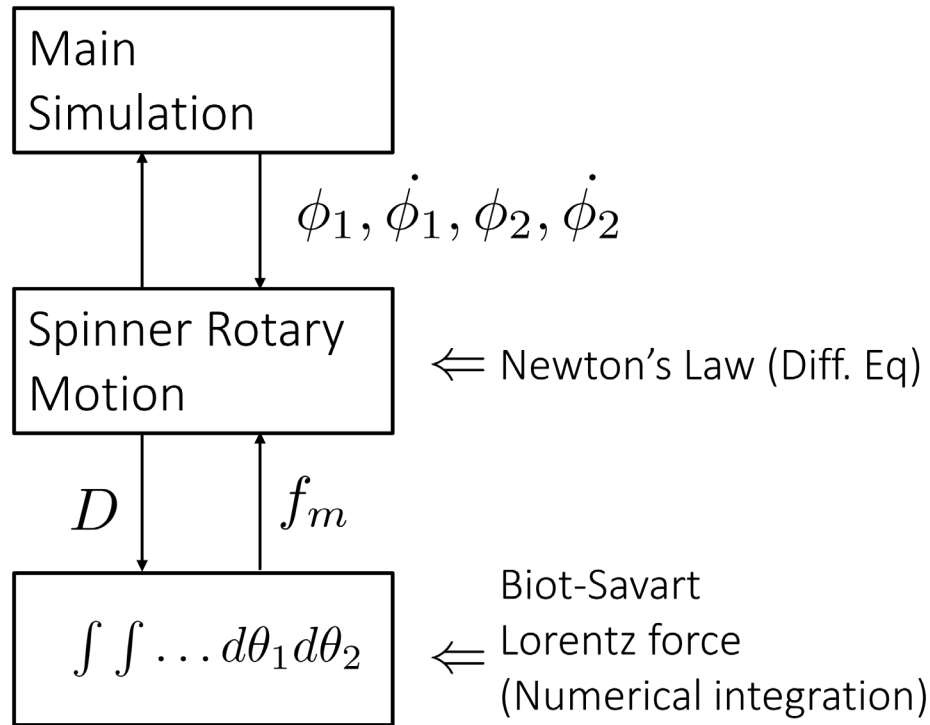 Main
Simulation
ϕ₁, ϕ̇₁, ϕ₂, ϕ̇₂
Spinner Rotary
Motion
⇐ Newton’s Law (Diff. Eq)
D
fₘ
∫ ∫ … dθ₁dθ₂
Biot-Savart
⇐ Lorentz force
(Numerical integration)